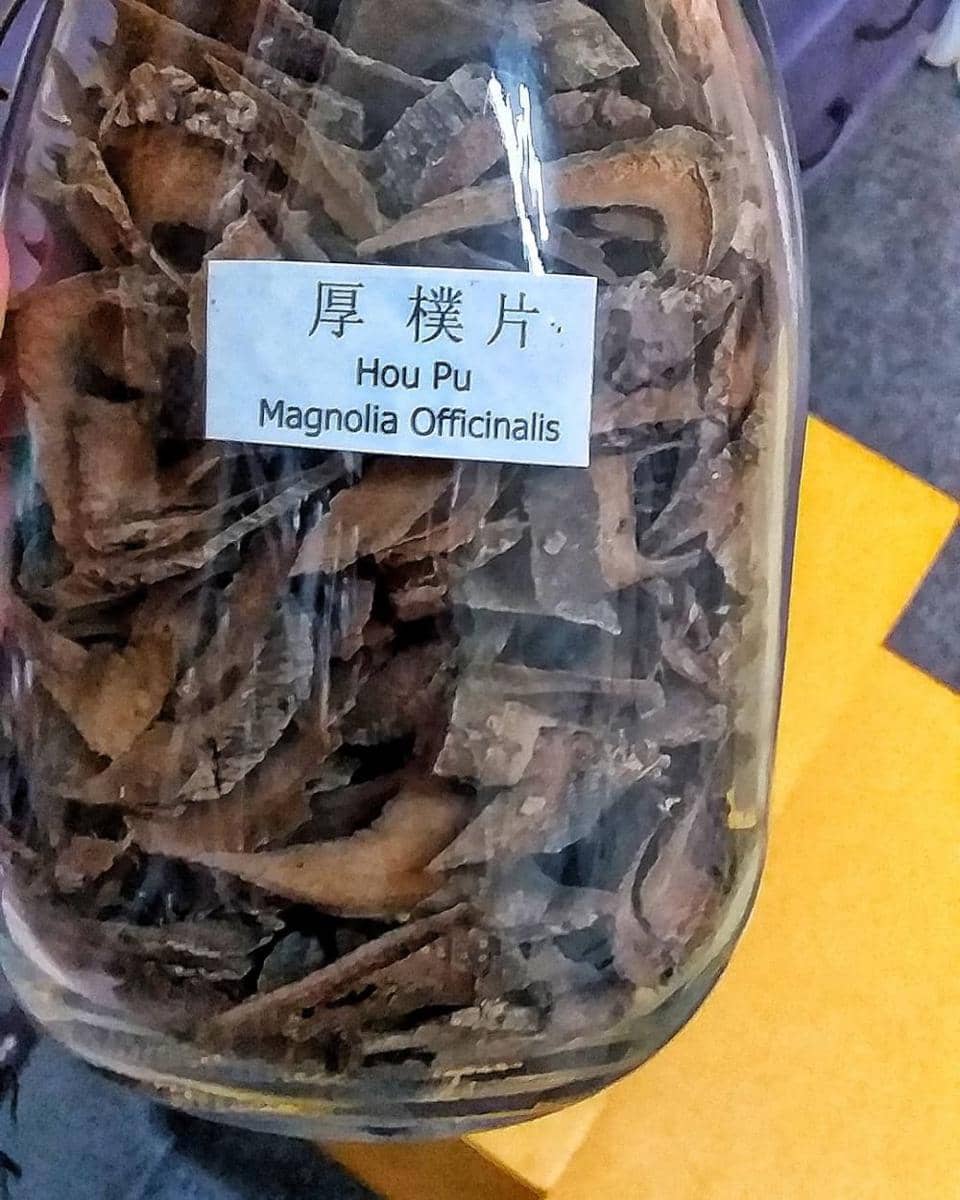 厚樸片
Hou Pu
Magnolia Officinalis